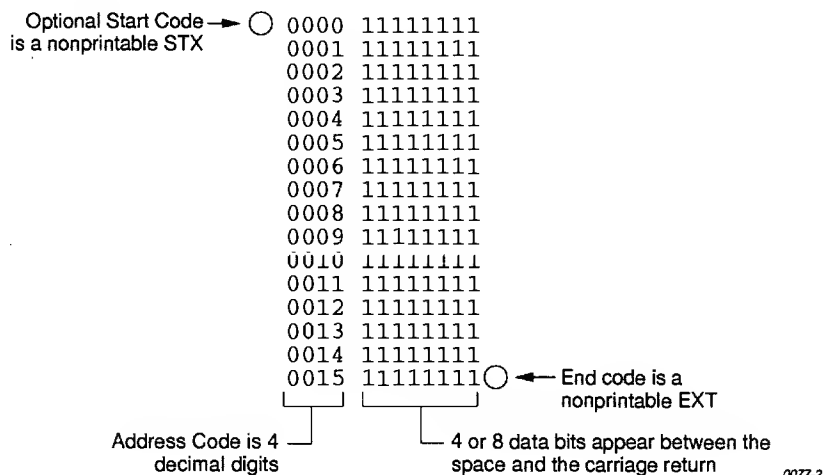 Optional Start Code
is a nonprintable STX
0000 11111111
0001 11111111
0002 11111111
0003 11111111
0004 11111111
0005 11111111
0006 11111111
0007 11111111
0008 11111111
0009 11111111
0010 11111111
0011 11111111
0012 11111111
0013 11111111
0014 11111111
0015 11111111
End code is a
nonprintable EXT
Address Code is 4
decimal digits
4 or 8 data bits appear between the
space and the carriage return
0077 2